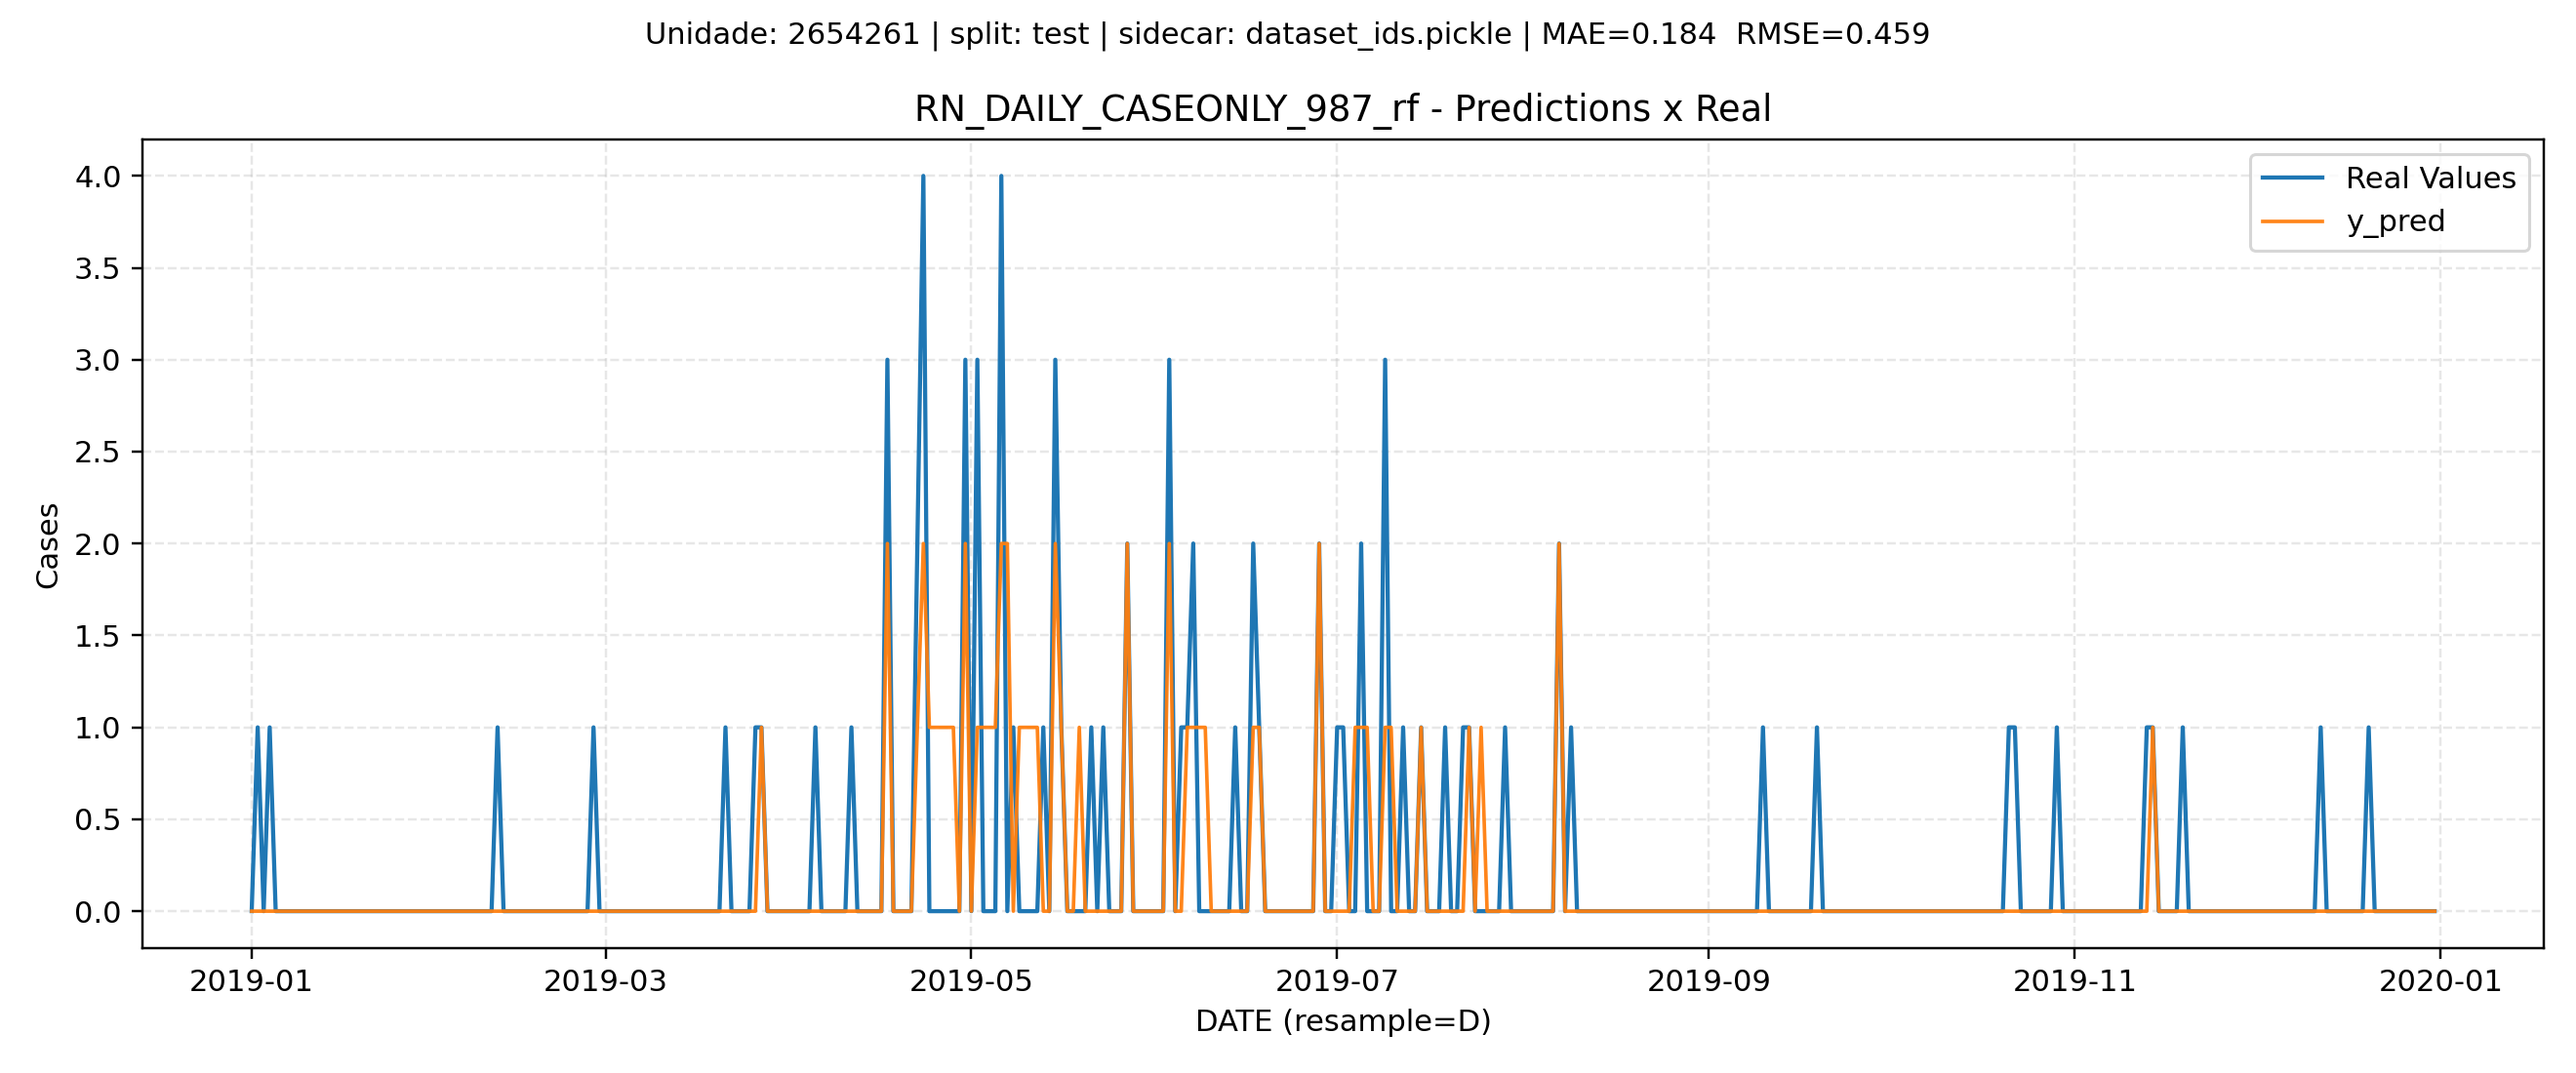 Unidade: 2654261 | split: test | sidecar: dataset_ids.pickle | MAE=0.184  RMSE=0.459
RN_DAILY_CASEONLY_987_rf - Predictions x Real
Real Values
y_pred
4.0
3.5
3.0
2.5
2.0
1.5
1.0
0.5
0.0
Cases
2019-01
2019-03
2019-05
2019-07
2019-09
2019-11
2020-01
DATE (resample=D)